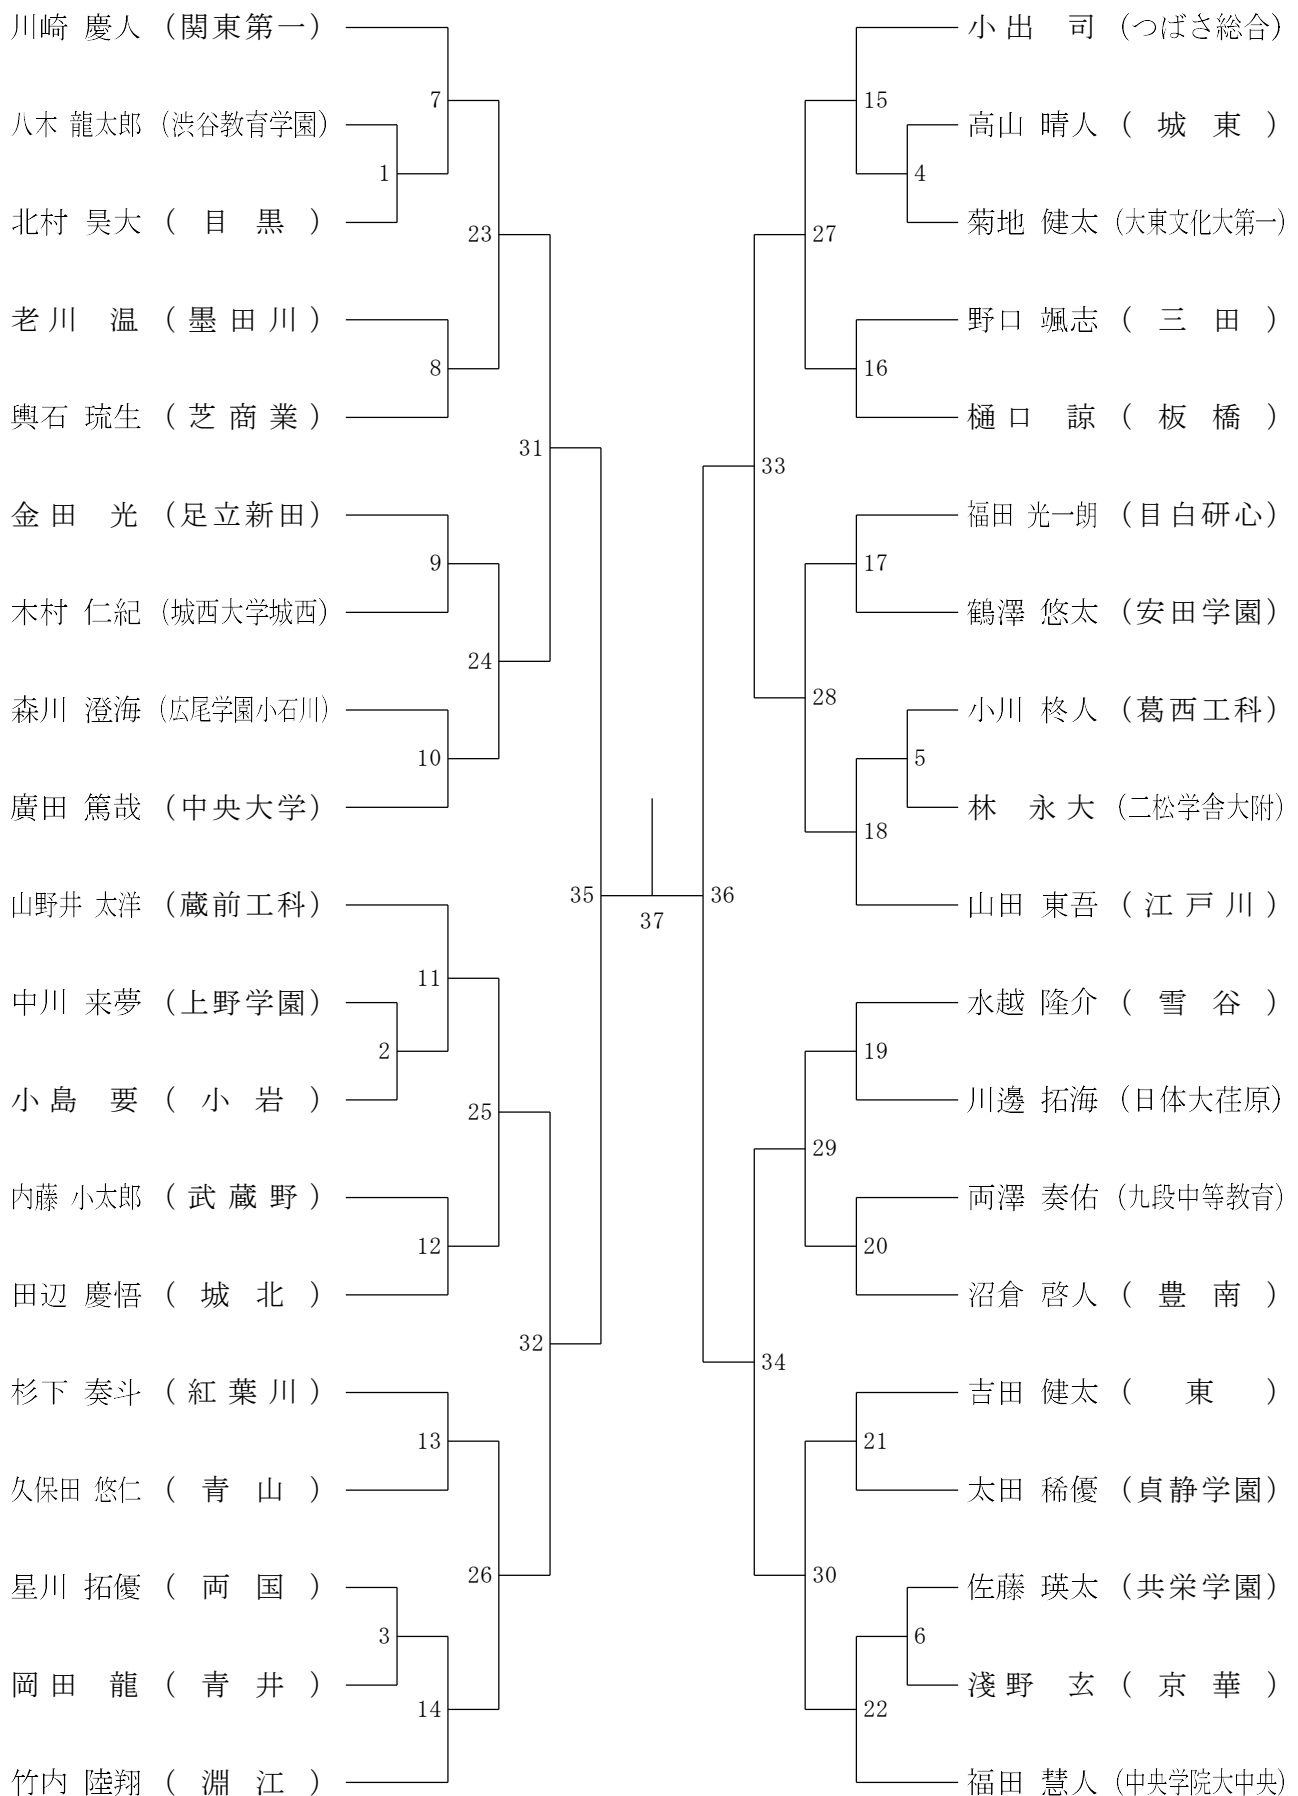 川崎 慶人 (関東第一)
7
八木 龍太郎 (渋谷教育学園)
1
北村 昊大 (目黒)
23
老川 温 (墨田川)
8
輿石 琉生 (芝商業)
31
金田 光 (足立新田)
9
木村 仁紀 (城西大学城西)
24
森川 澄海 (広尾学園小石川)
10
廣田 篤哉 (中央大学)
35
山野井 太洋 (蔵前工科)
11
中川 来夢 (上野学園)
2
小島 要 (小岩)
25
内藤 小太郎 (武蔵野)
12
田辺 慶悟 (城北)
32
杉下 奏斗 (紅葉川)
13
久保田 悠仁 (青山)
26
星川 拓優 (両国)
3
岡田 龍 (青井)
14
竹内 陸翔 (淵江)
37
小出 司 (つばさ総合)
15
高山 晴人 (城東)
4
菊地 健太 (大東文化大第一)
27
野口 颯志 (三田)
16
樋口 諒 (板橋)
33
福田 光一朗 (目白研心)
17
鶴澤 悠太 (安田学園)
28
小川 柊人 (葛西工科)
5
林 永大 (二松学舎大附)
18
山田 東吾 (江戸川)
36
水越 隆介 (雪谷)
19
川邊 拓海 (日体大荏原)
29
両澤 奏佑 (九段中等教育)
20
沼倉 啓人 (豊南)
34
吉田 健太 (東)
21
太田 稀優 (貞静学園)
30
佐藤 瑛太 (共栄学園)
6
淺野 玄 (京華)
22
福田 慧人 (中央学院大中央)